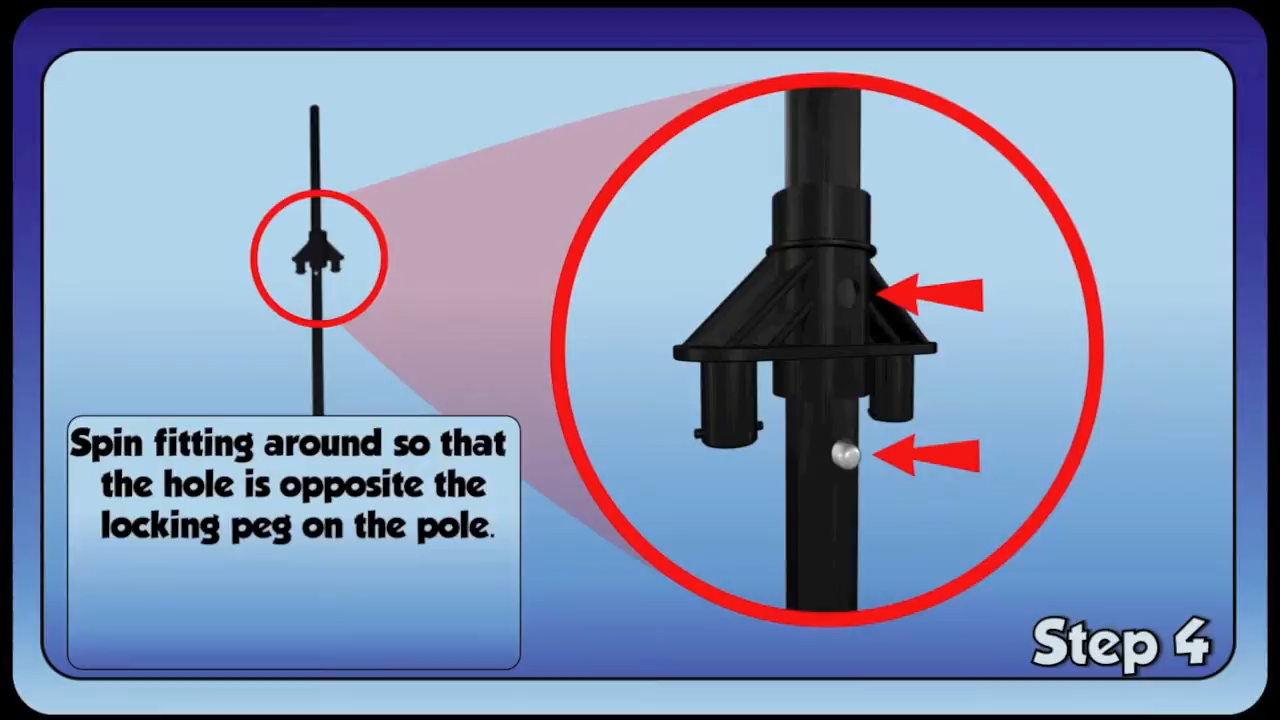 Spin fitting around so that
the hole is opposite the
locking peg on the pole.
Step 4